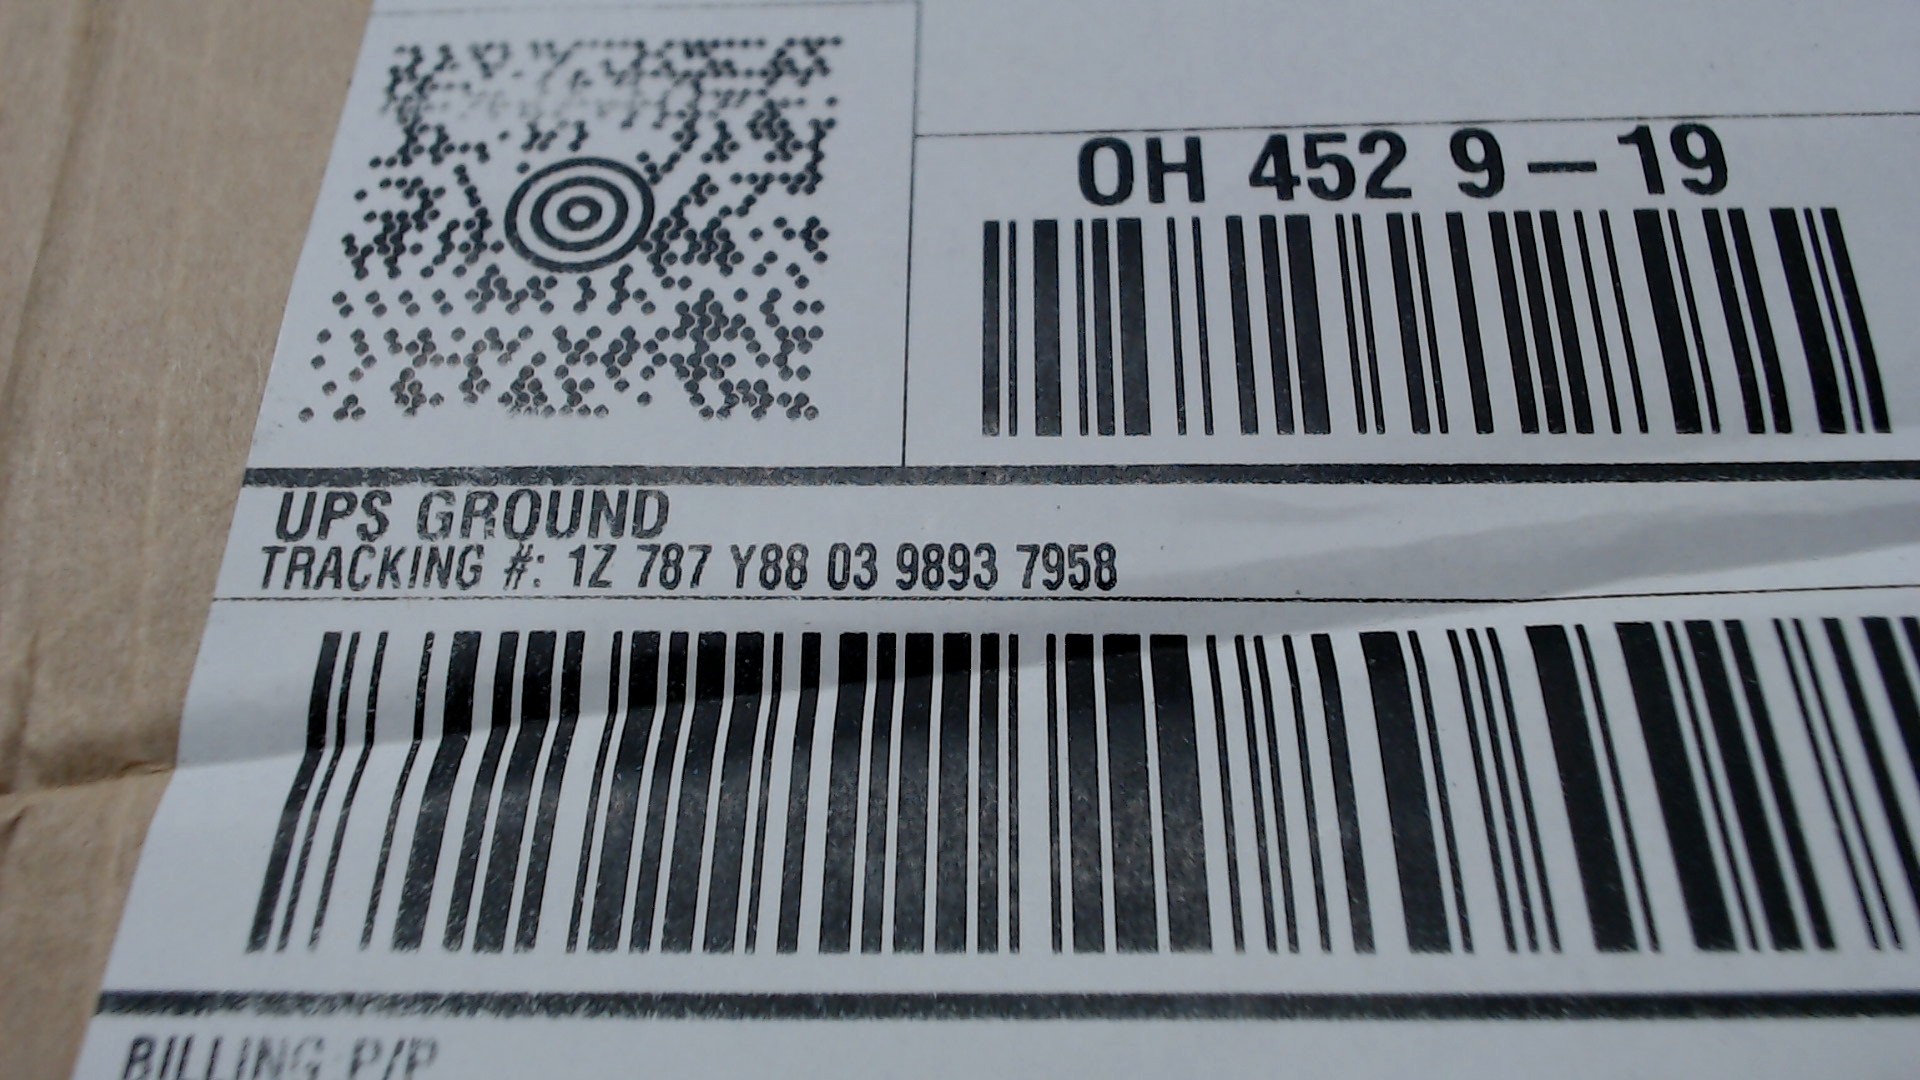 OH 452 9-19
UPS GROUND
TRACKING #: 1Z 787 Y88 03 9893 7958
BILLING P/P